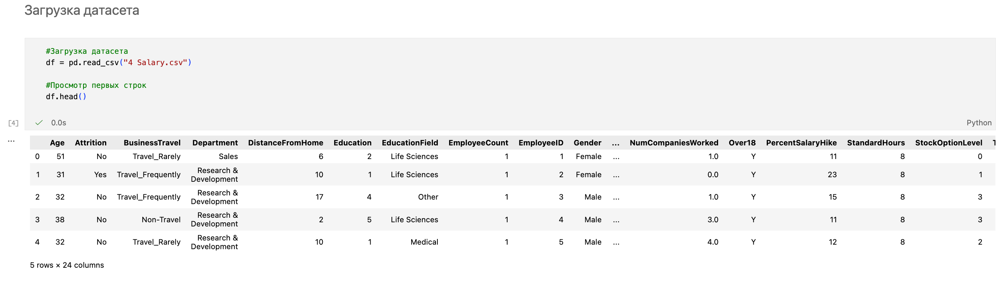 Загрузка датасета
#Загрузка датасета
df = pd.read_csv("4 Salary.csv")
#Просмотр первых строк
df.head()
[4] 0.0s Python
...
Age Attrition BusinessTravel Department DistanceFromHome Education EducationField EmployeeCount EmployeeID Gender ... NumCompaniesWorked Over18 PercentSalaryHike StandardHours StockOptionLevel
0 51 No Travel_Rarely Sales 6 2 Life Sciences 1 1 Female ... 1.0 Y 11 8 0
1 31 Yes Travel_Frequently Research & Development 10 1 Life Sciences 1 2 Female ... 0.0 Y 23 8 1
2 32 No Travel_Frequently Research & Development 17 4 Other 1 3 Male ... 1.0 Y 15 8 3
3 38 No Non-Travel Research & Development 2 5 Life Sciences 1 4 Male ... 3.0 Y 11 8 3
4 32 No Travel_Rarely Research & Development 10 1 Medical 1 5 Male ... 4.0 Y 12 8 2
5 rows × 24 columns